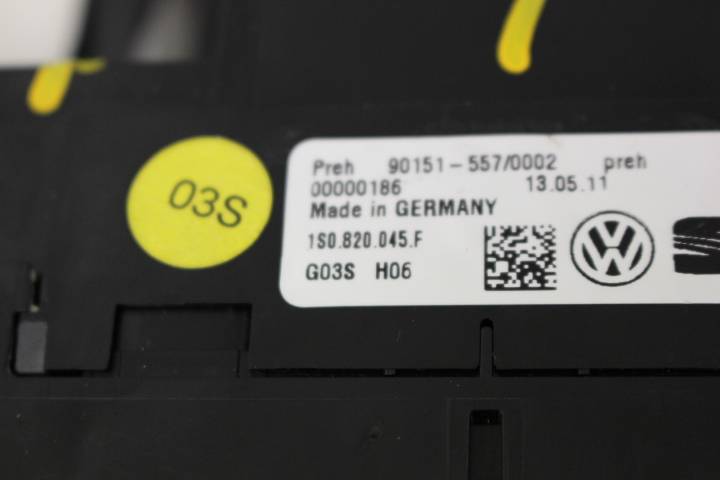 03S
Preh 90151-557/0002 preh
00000186 13.05.11
Made in GERMANY
1S0.820.045.F
G03S H06